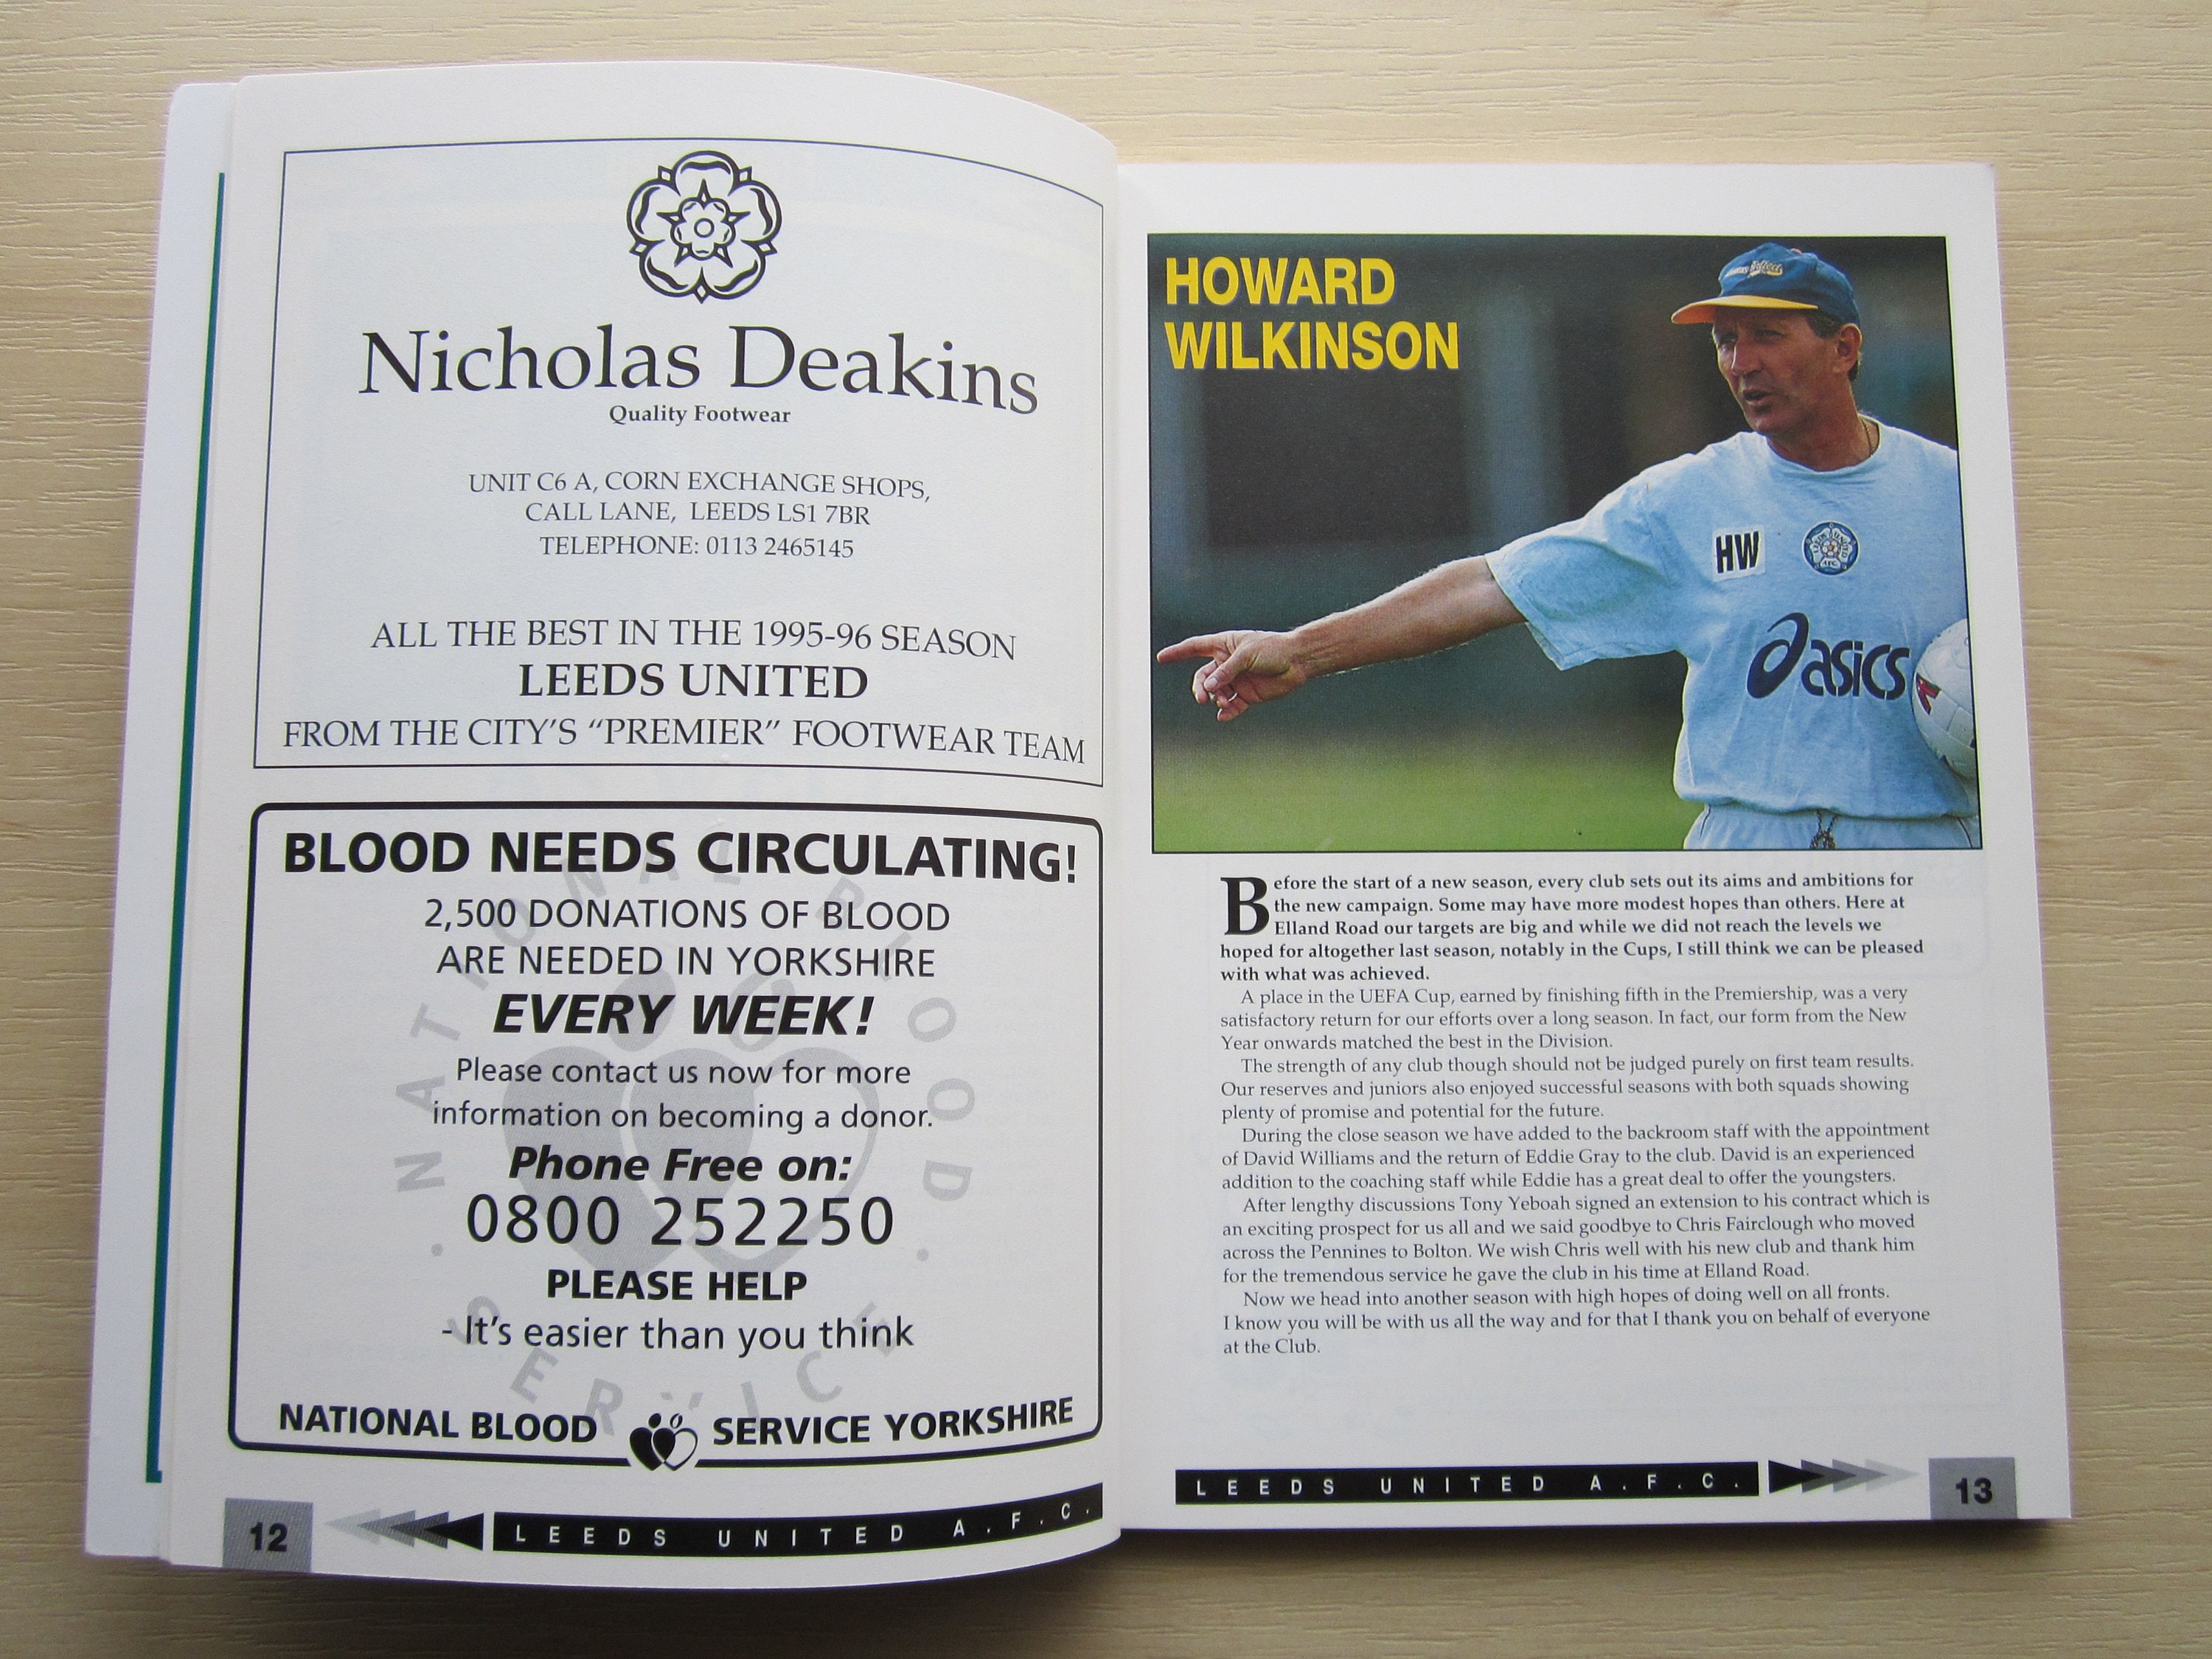 Nicholas Deakins
Quality Footwear
UNIT C6 A, CORN EXCHANGE SHOPS,
CALL LANE, LEEDS LS1 7BR
TELEPHONE: 0113 2465145
ALL THE BEST IN THE 1995-96 SEASON
LEEDS UNITED
FROM THE CITY'S “PREMIER” FOOTWEAR TEAM
BLOOD NEEDS CIRCULATING!
2,500 DONATIONS OF BLOOD
ARE NEEDED IN YORKSHIRE
EVERY WEEK!
Please contact us now for more
information on becoming a donor.
Phone Free on:
0800 252250
PLEASE HELP
- It's easier than you think
NATIONAL BLOOD SERVICE YORKSHIRE
· NATIONAL BLOOD ·
SERVICE
12 LEEDS UNITED A.F.C.
HOWARD
WILKINSON
HW
LEEDS UNITED AFC
asics
Before the start of a new season, every club sets out its aims and ambitions for
the new campaign. Some may have more modest hopes than others. Here at
Elland Road our targets are big and while we did not reach the levels we
hoped for altogether last season, notably in the Cups, I still think we can be pleased
with what was achieved.
A place in the UEFA Cup, earned by finishing fifth in the Premiership, was a very
satisfactory return for our efforts over a long season. In fact, our form from the New
Year onwards matched the best in the Division.
The strength of any club though should not be judged purely on first team results.
Our reserves and juniors also enjoyed successful seasons with both squads showing
plenty of promise and potential for the future.
During the close season we have added to the backroom staff with the appointment
of David Williams and the return of Eddie Gray to the club. David is an experienced
addition to the coaching staff while Eddie has a great deal to offer the youngsters.
After lengthy discussions Tony Yeboah signed an extension to his contract which is
an exciting prospect for us all and we said goodbye to Chris Fairclough who moved
across the Pennines to Bolton. We wish Chris well with his new club and thank him
for the tremendous service he gave the club in his time at Elland Road.
Now we head into another season with high hopes of doing well on all fronts.
I know you will be with us all the way and for that I thank you on behalf of everyone
at the Club.
LEEDS UNITED A.F.C. 13